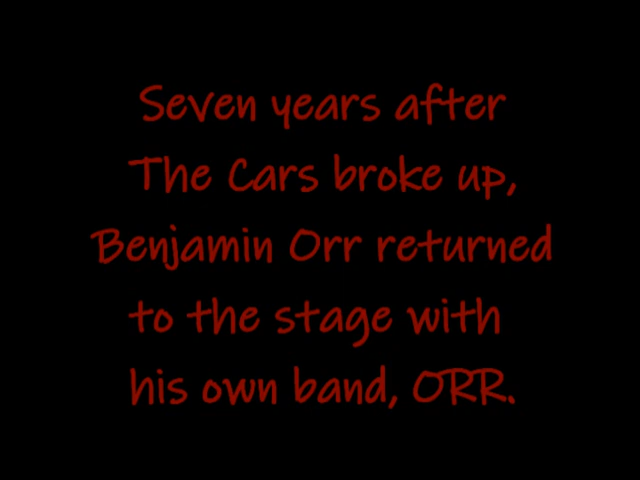 Seven years after
The Cars broke up,
Benjamin Orr returned
to the stage with
his own band, ORR.